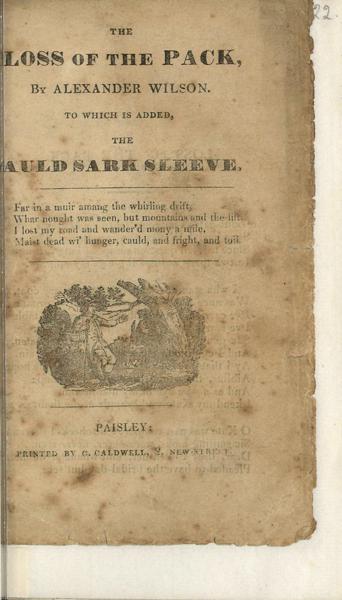 22.
THE
LOSS OF THE PACK,
BY ALEXANDER WILSON.
TO WHICH IS ADDED,
THE
AULD SARK SLEEVE.
Far in a muir amang the whirling drift,
Whar nought was seen, but mountains and the lift,
I lost my road and wander'd mony a mile,
Maist dead wi' hunger, cauld, and fright, and toil.
PAISLEY:
PRINTED BY G. CALDWELL, 2, NEW-STREET.